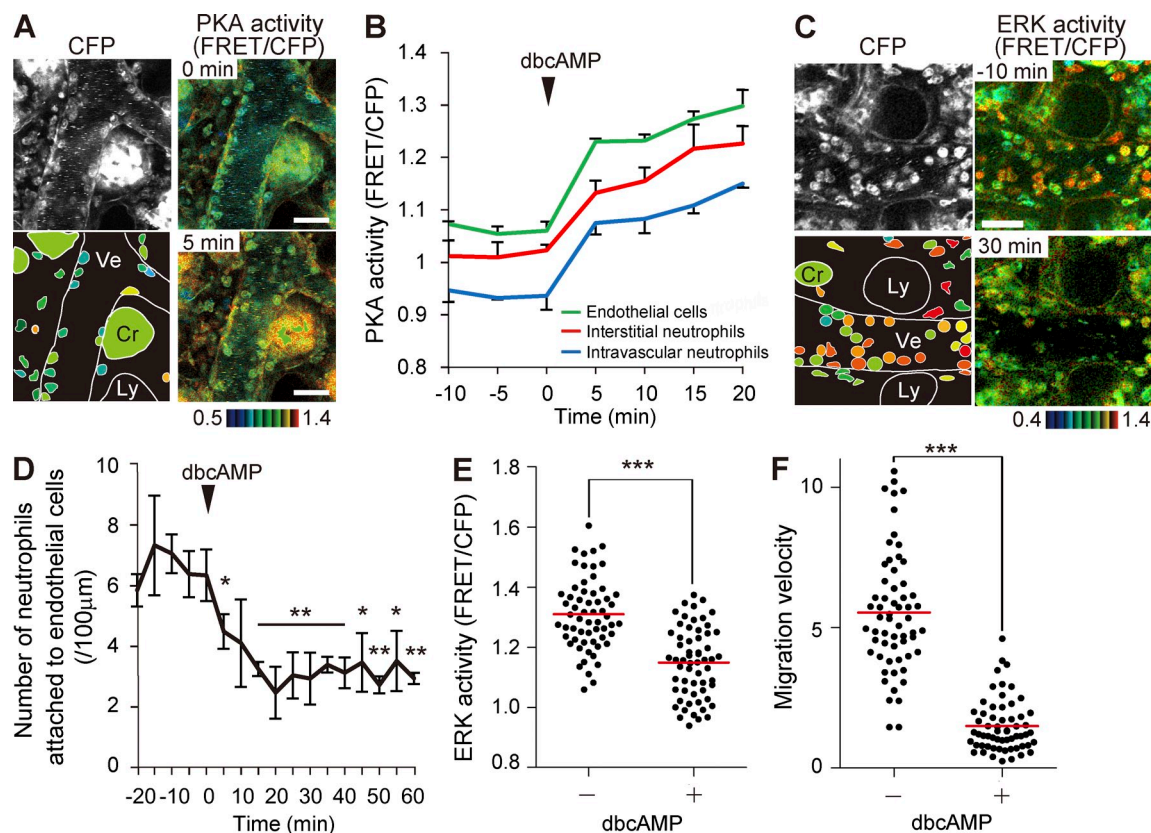 A
CFP
PKA activity
(FRET/CFP)
0 min
5 min
Ve
Cr
Ly
0.5
1.4
B
dbcAMP
PKA activity (FRET/CFP)
1.4
1.3
1.2
1.1
1.0
0.9
0.8
Endothelial cells
Interstitial neutrophils
Intravascular neutrophils
-10 -5 0 5 10 15 20
Time (min)
C
CFP
ERK activity
(FRET/CFP)
-10 min
30 min
Cr
Ly
Ve
Ly
0.4
1.4
D
dbcAMP
Number of neutrophils
attached to endothelial cells
(/100µm)
10
8
6
4
2
0
*
**
*
**
*
**
-20 -10 0 10 20 30 40 50 60
Time (min)
E
ERK activity (FRET/CFP)
1.8
1.6
1.4
1.2
1.0
0.8
***
− +
dbcAMP
F
Migration velocity
10
5
0
***
− +
dbcAMP